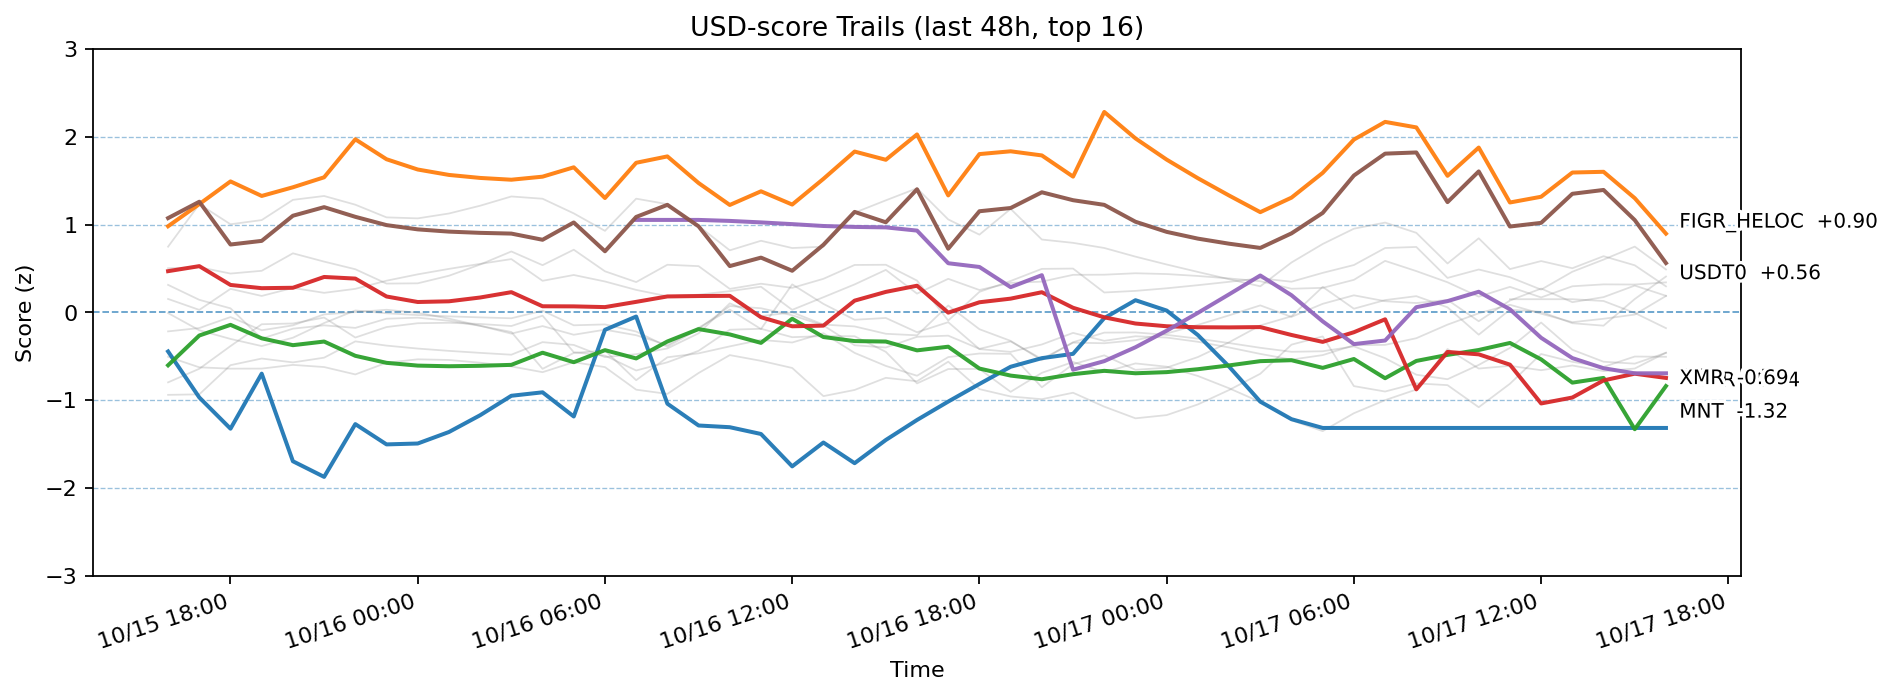 USD-score Trails (last 48h, top 16)
3
2
1
0
−1
−2
−3
Score (z)
FIGR_HELOC +0.90
USDT0 +0.56
MNT -1.32
10/15 18:00
10/16 00:00
10/16 06:00
10/16 12:00
10/16 18:00
10/17 00:00
10/17 06:00
10/17 12:00
10/17 18:00
Time